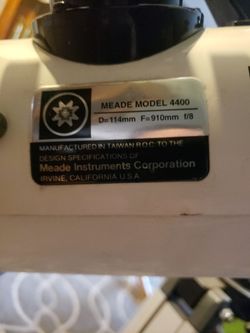 MEADE MODEL 4400
D=114mm F=910mm f/8
MANUFACTURED IN TAIWAN R.O.C. TO THE
DESIGN SPECIFICATIONS OF
Meade Instruments Corporation
IRVINE, CALIFORNIA U.S.A.